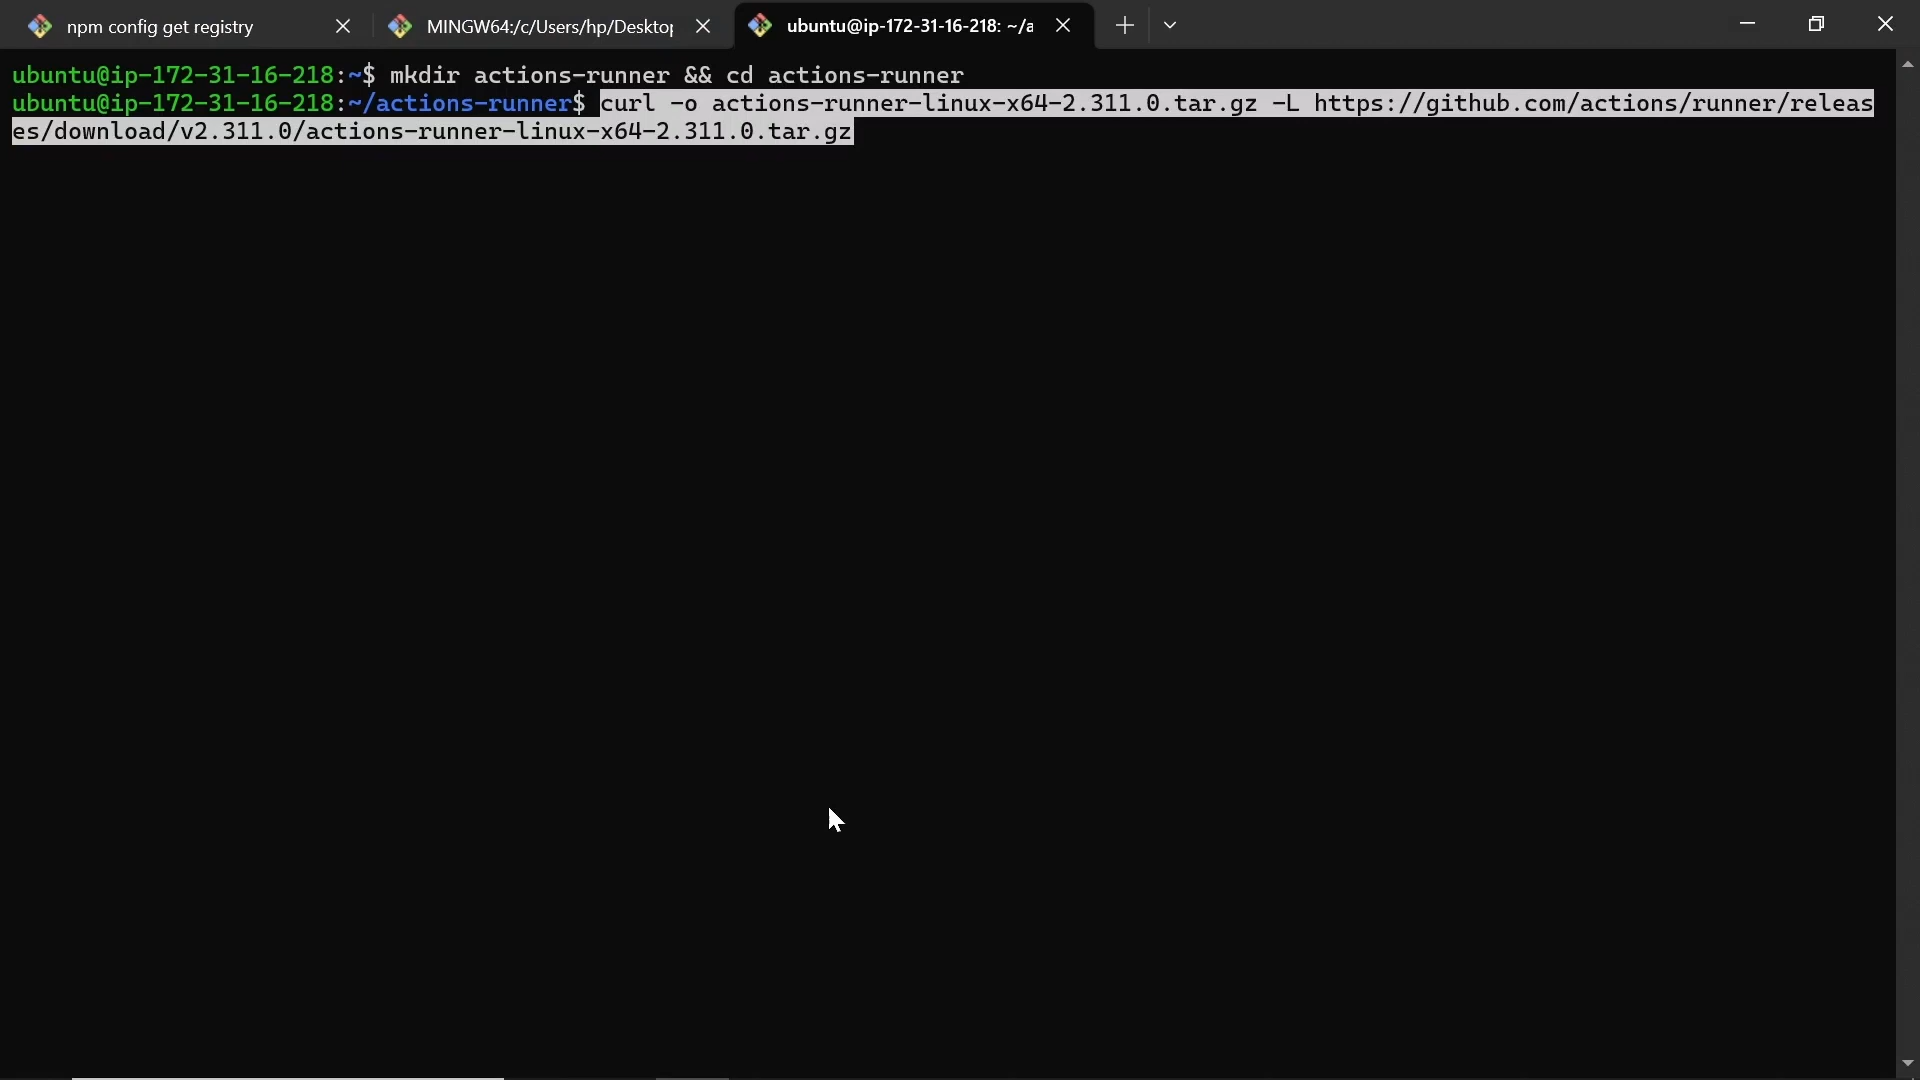 npm config get registry
MINGW64:/c/Users/hp/Desktop
ubuntu@ip-172-31-16-218: ~/a
ubuntu@ip-172-31-16-218:~$ mkdir actions-runner && cd actions-runner
ubuntu@ip-172-31-16-218:~/actions-runner$ curl -o actions-runner-linux-x64-2.311.0.tar.gz -L https://github.com/actions/runner/releas
es/download/v2.311.0/actions-runner-linux-x64-2.311.0.tar.gz